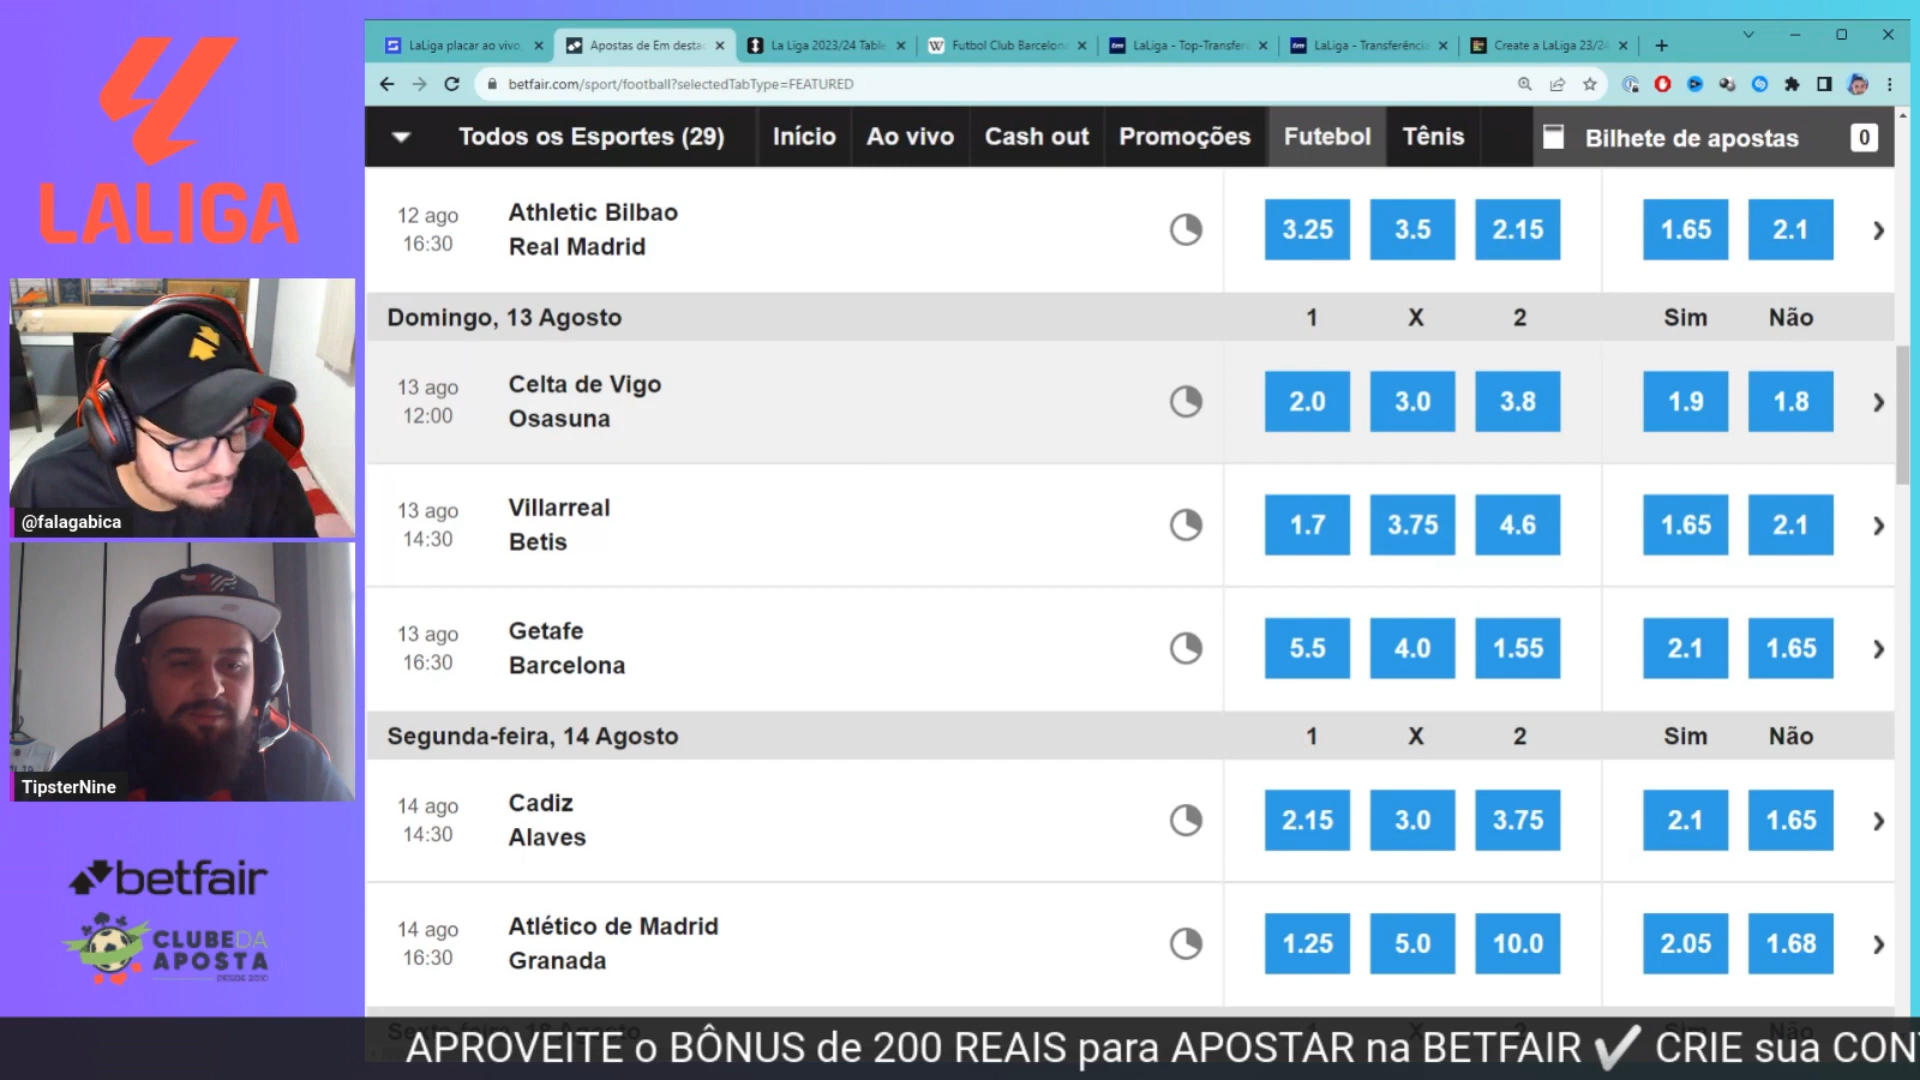 LALIGA
@falagabica
TipsterNine
betfair
CLUBE DA
APOSTA
DESDE 2010
LaLiga placar ao vivo,
Apostas de Em desta
La Liga 2023/24 Table
Futbol Club Barcelon
LaLiga - Top-Transfer
LaLiga - Transferência
Create a LaLiga 23/24
betfair.com/sport/football?selectedTabType=FEATURED
Todos os Esportes (29) Início Ao vivo Cash out Promoções Futebol Tênis Bilhete de apostas 0
12 ago 16:30 Athletic Bilbao 3.25 3.5 2.15 1.65 2.1
Real Madrid
Domingo, 13 Agosto 1 X 2 Sim Não
13 ago 12:00 Celta de Vigo 2.0 3.0 3.8 1.9 1.8
Osasuna
13 ago 14:30 Villarreal 1.7 3.75 4.6 1.65 2.1
Betis
13 ago 16:30 Getafe 5.5 4.0 1.55 2.1 1.65
Barcelona
Segunda-feira, 14 Agosto 1 X 2 Sim Não
14 ago 14:30 Cadiz 2.15 3.0 3.75 2.1 1.65
Alaves
14 ago 16:30 Atlético de Madrid 1.25 5.0 10.0 2.05 1.68
Granada
APROVEITE o BÔNUS de 200 REAIS para APOSTAR na BETFAIR ✔ CRIE sua CON